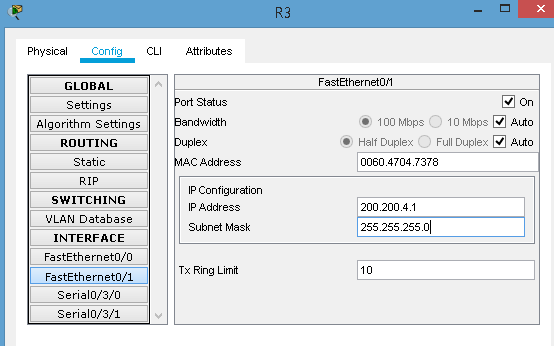 R3
Physical Config CLI Attributes
GLOBAL
Settings
Algorithm Settings
ROUTING
Static
RIP
SWITCHING
VLAN Database
INTERFACE
FastEthernet0/0
FastEthernet0/1
Serial0/3/0
Serial0/3/1
FastEthernet0/1
Port Status On
Bandwidth 100 Mbps 10 Mbps Auto
Duplex Half Duplex Full Duplex Auto
MAC Address 0060.4704.7378
IP Configuration
IP Address 200.200.4.1
Subnet Mask 255.255.255.0
Tx Ring Limit 10